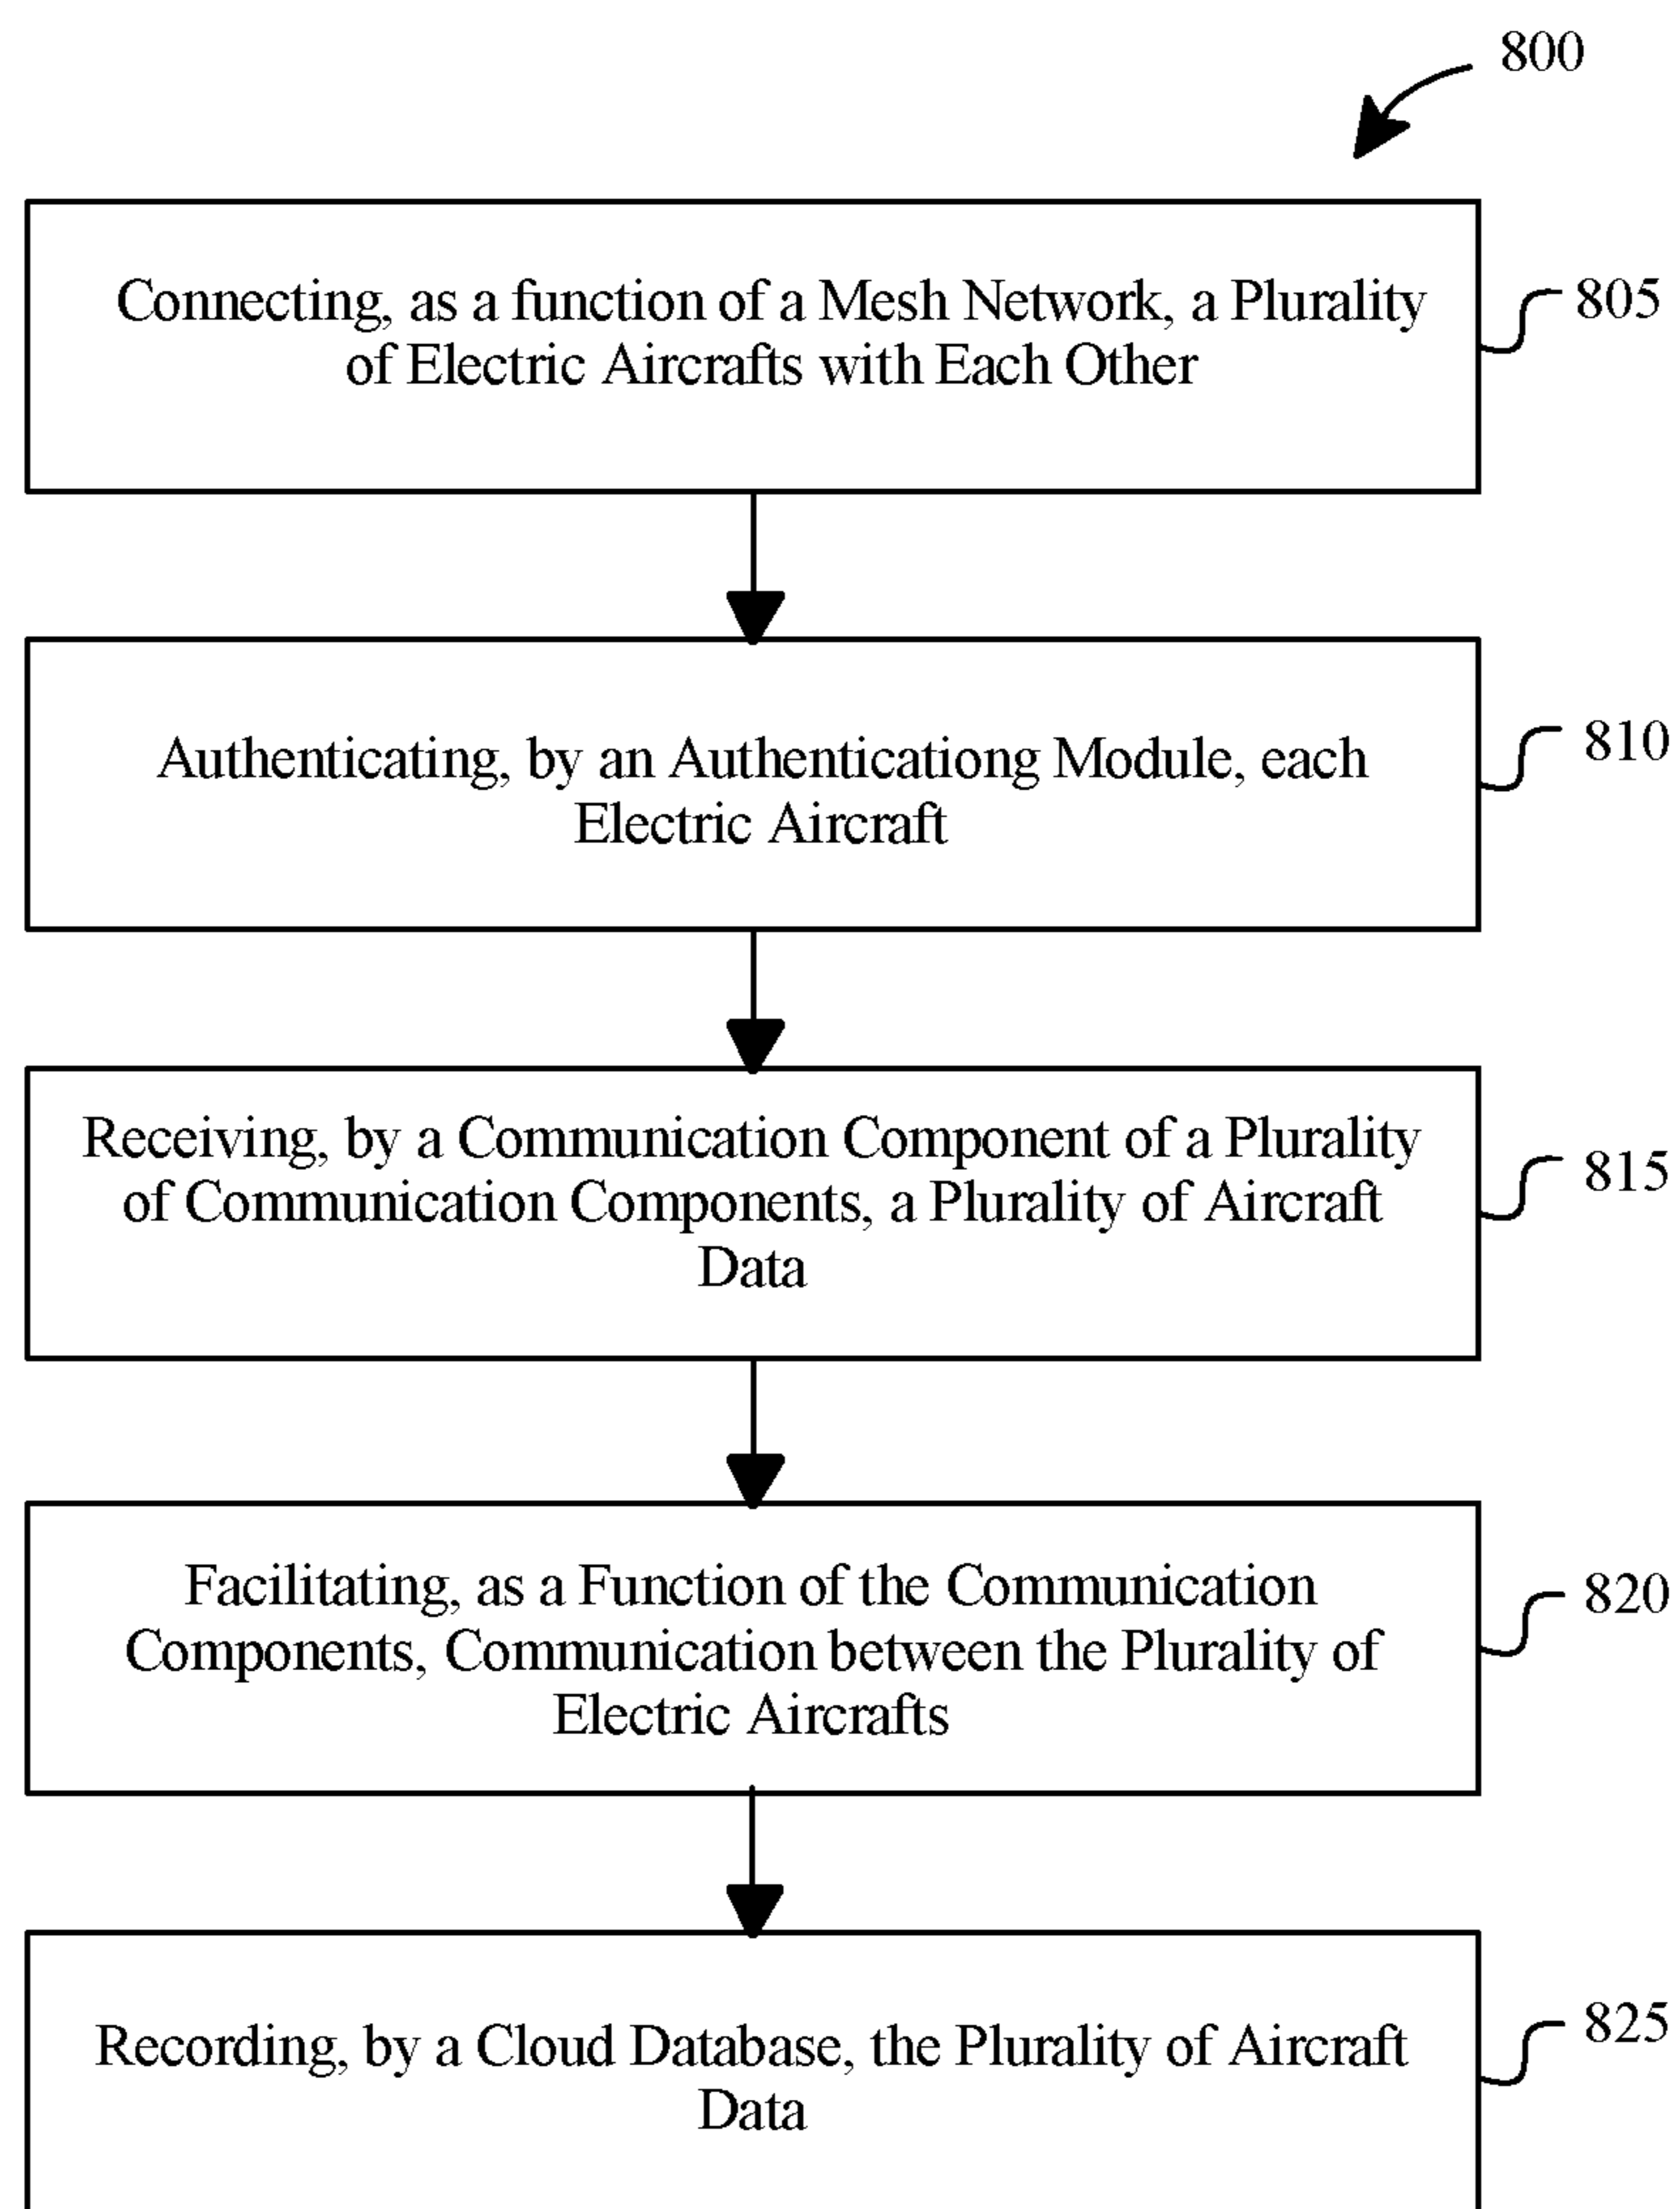 800
Connecting, as a function of a Mesh Network, a Plurality
of Electric Aircrafts with Each Other
805
Authenticating, by an Authenticationg Module, each
Electric Aircraft
810
Receiving, by a Communication Component of a Plurality
of Communication Components, a Plurality of Aircraft
Data
815
Facilitating, as a Function of the Communication
Components, Communication between the Plurality of
Electric Aircrafts
820
Recording, by a Cloud Database, the Plurality of Aircraft
Data
825